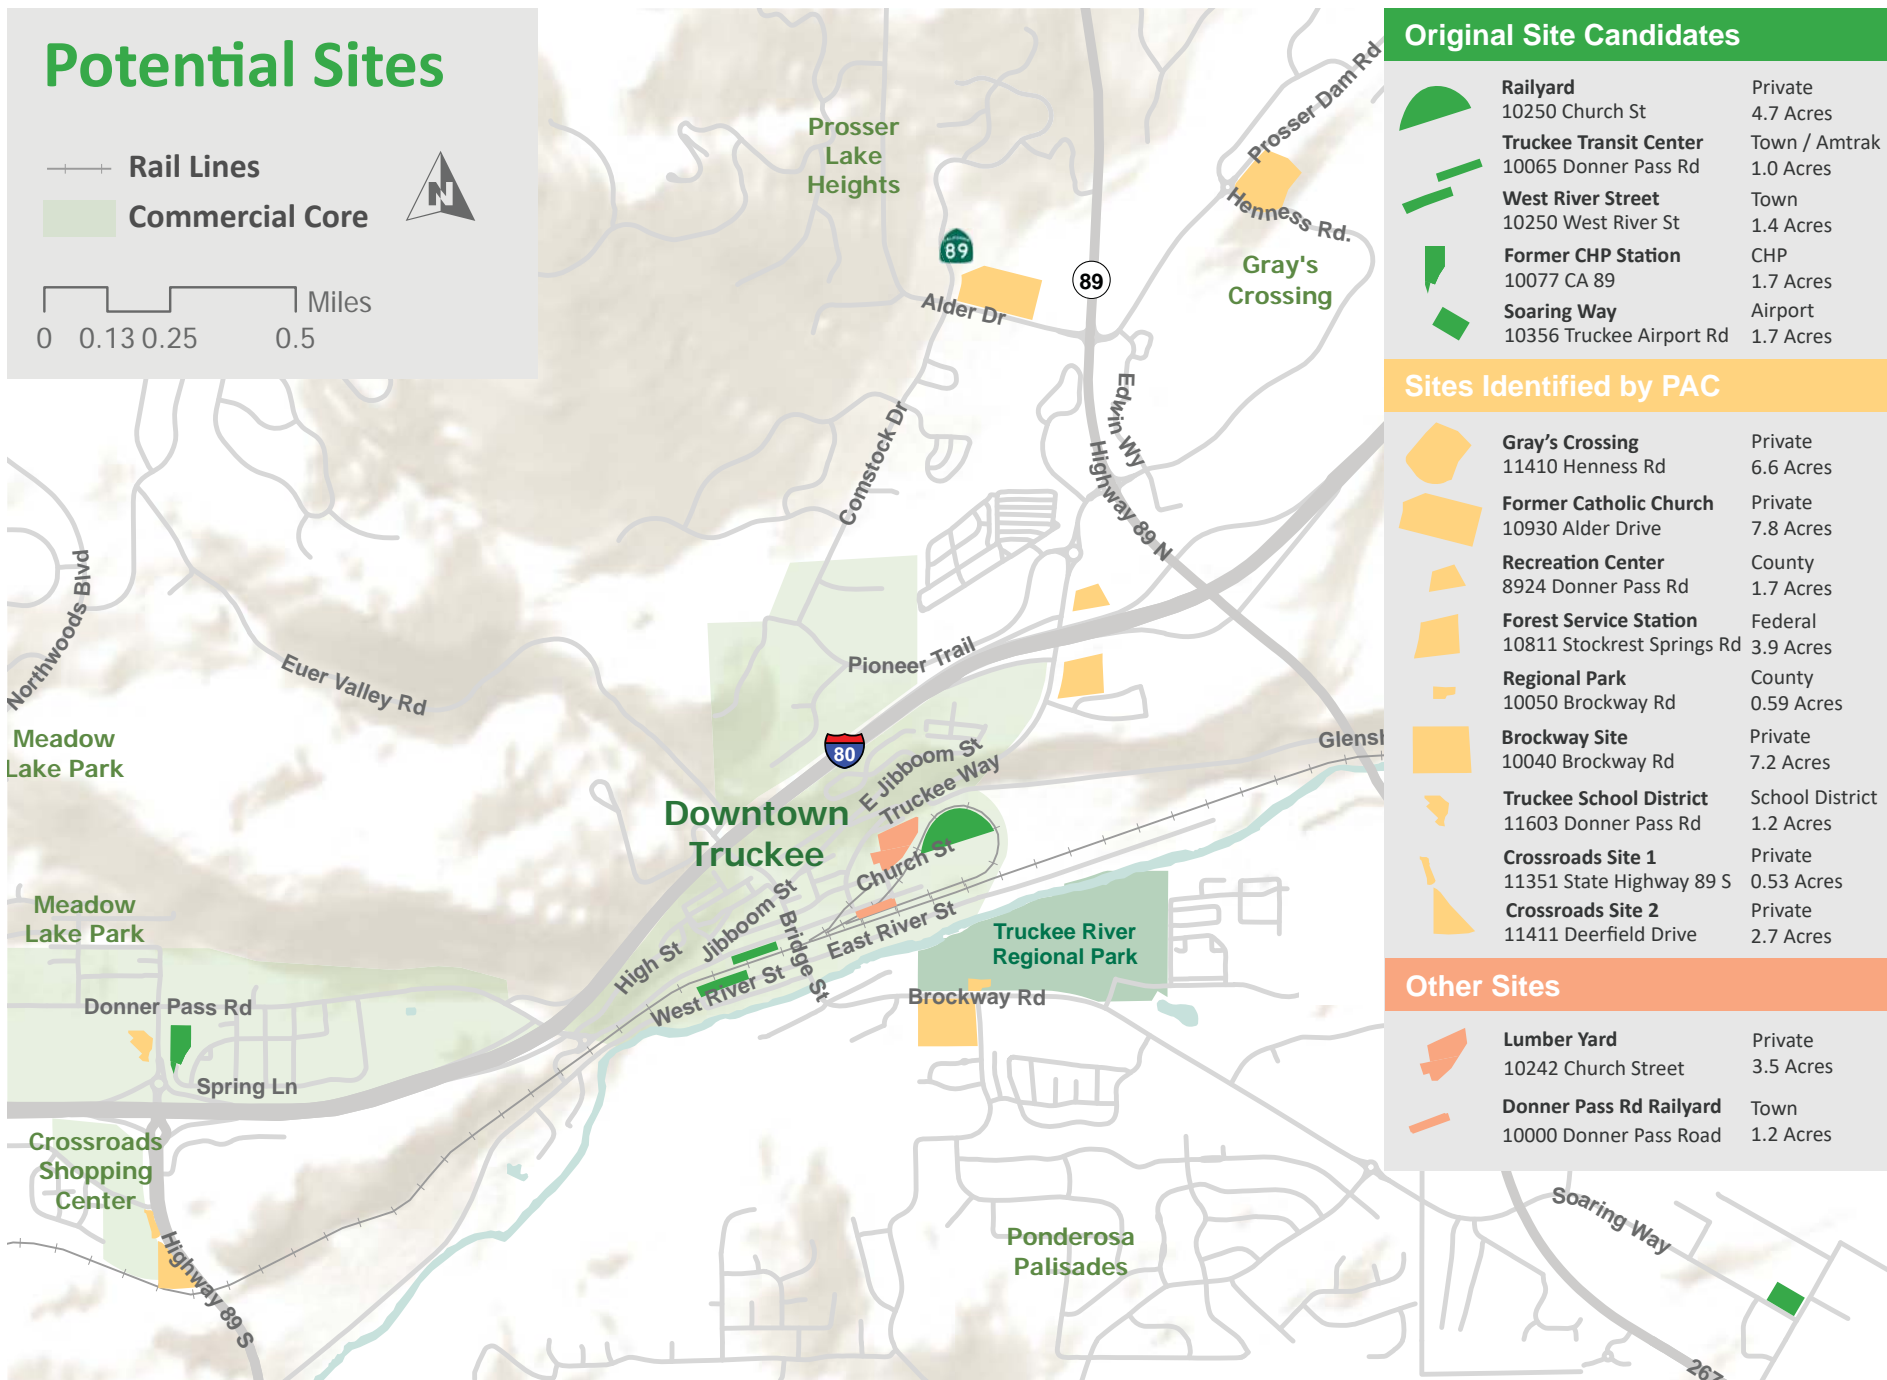 Potential Sites
Rail Lines
Commercial Core
N
Miles
0 0.13 0.25 0.5
Prosser
Lake
Heights
89
Alder Dr
89
Prosser Dam Rd
Henness Rd.
Gray's
Crossing
Comstock Dr
Edwin Wy
Highway 89 N
Northwoods Blvd
Euer Valley Rd
Pioneer Trail
Meadow
Lake Park
80
E Jibboom St
Truckee Way
Glensh
Downtown
Truckee
Church St
Meadow
Lake Park
High St
Jibboom St
Bridge St
East River St
West River St
Truckee River
Regional Park
Brockway Rd
Donner Pass Rd
Spring Ln
Crossroads
Shopping
Center
Highway 89 S
Ponderosa
Palisades
Soaring Way
267
Original Site Candidates
Railyard Private
10250 Church St 4.7 Acres
Truckee Transit Center Town / Amtrak
10065 Donner Pass Rd 1.0 Acres
West River Street Town
10250 West River St 1.4 Acres
Former CHP Station CHP
10077 CA 89 1.7 Acres
Soaring Way Airport
10356 Truckee Airport Rd 1.7 Acres
Sites Identified by PAC
Gray’s Crossing Private
11410 Henness Rd 6.6 Acres
Former Catholic Church Private
10930 Alder Drive 7.8 Acres
Recreation Center County
8924 Donner Pass Rd 1.7 Acres
Forest Service Station Federal
10811 Stockrest Springs Rd 3.9 Acres
Regional Park County
10050 Brockway Rd 0.59 Acres
Brockway Site Private
10040 Brockway Rd 7.2 Acres
Truckee School District School District
11603 Donner Pass Rd 1.2 Acres
Crossroads Site 1 Private
11351 State Highway 89 S 0.53 Acres
Crossroads Site 2 Private
11411 Deerfield Drive 2.7 Acres
Other Sites
Lumber Yard Private
10242 Church Street 3.5 Acres
Donner Pass Rd Railyard Town
10000 Donner Pass Road 1.2 Acres